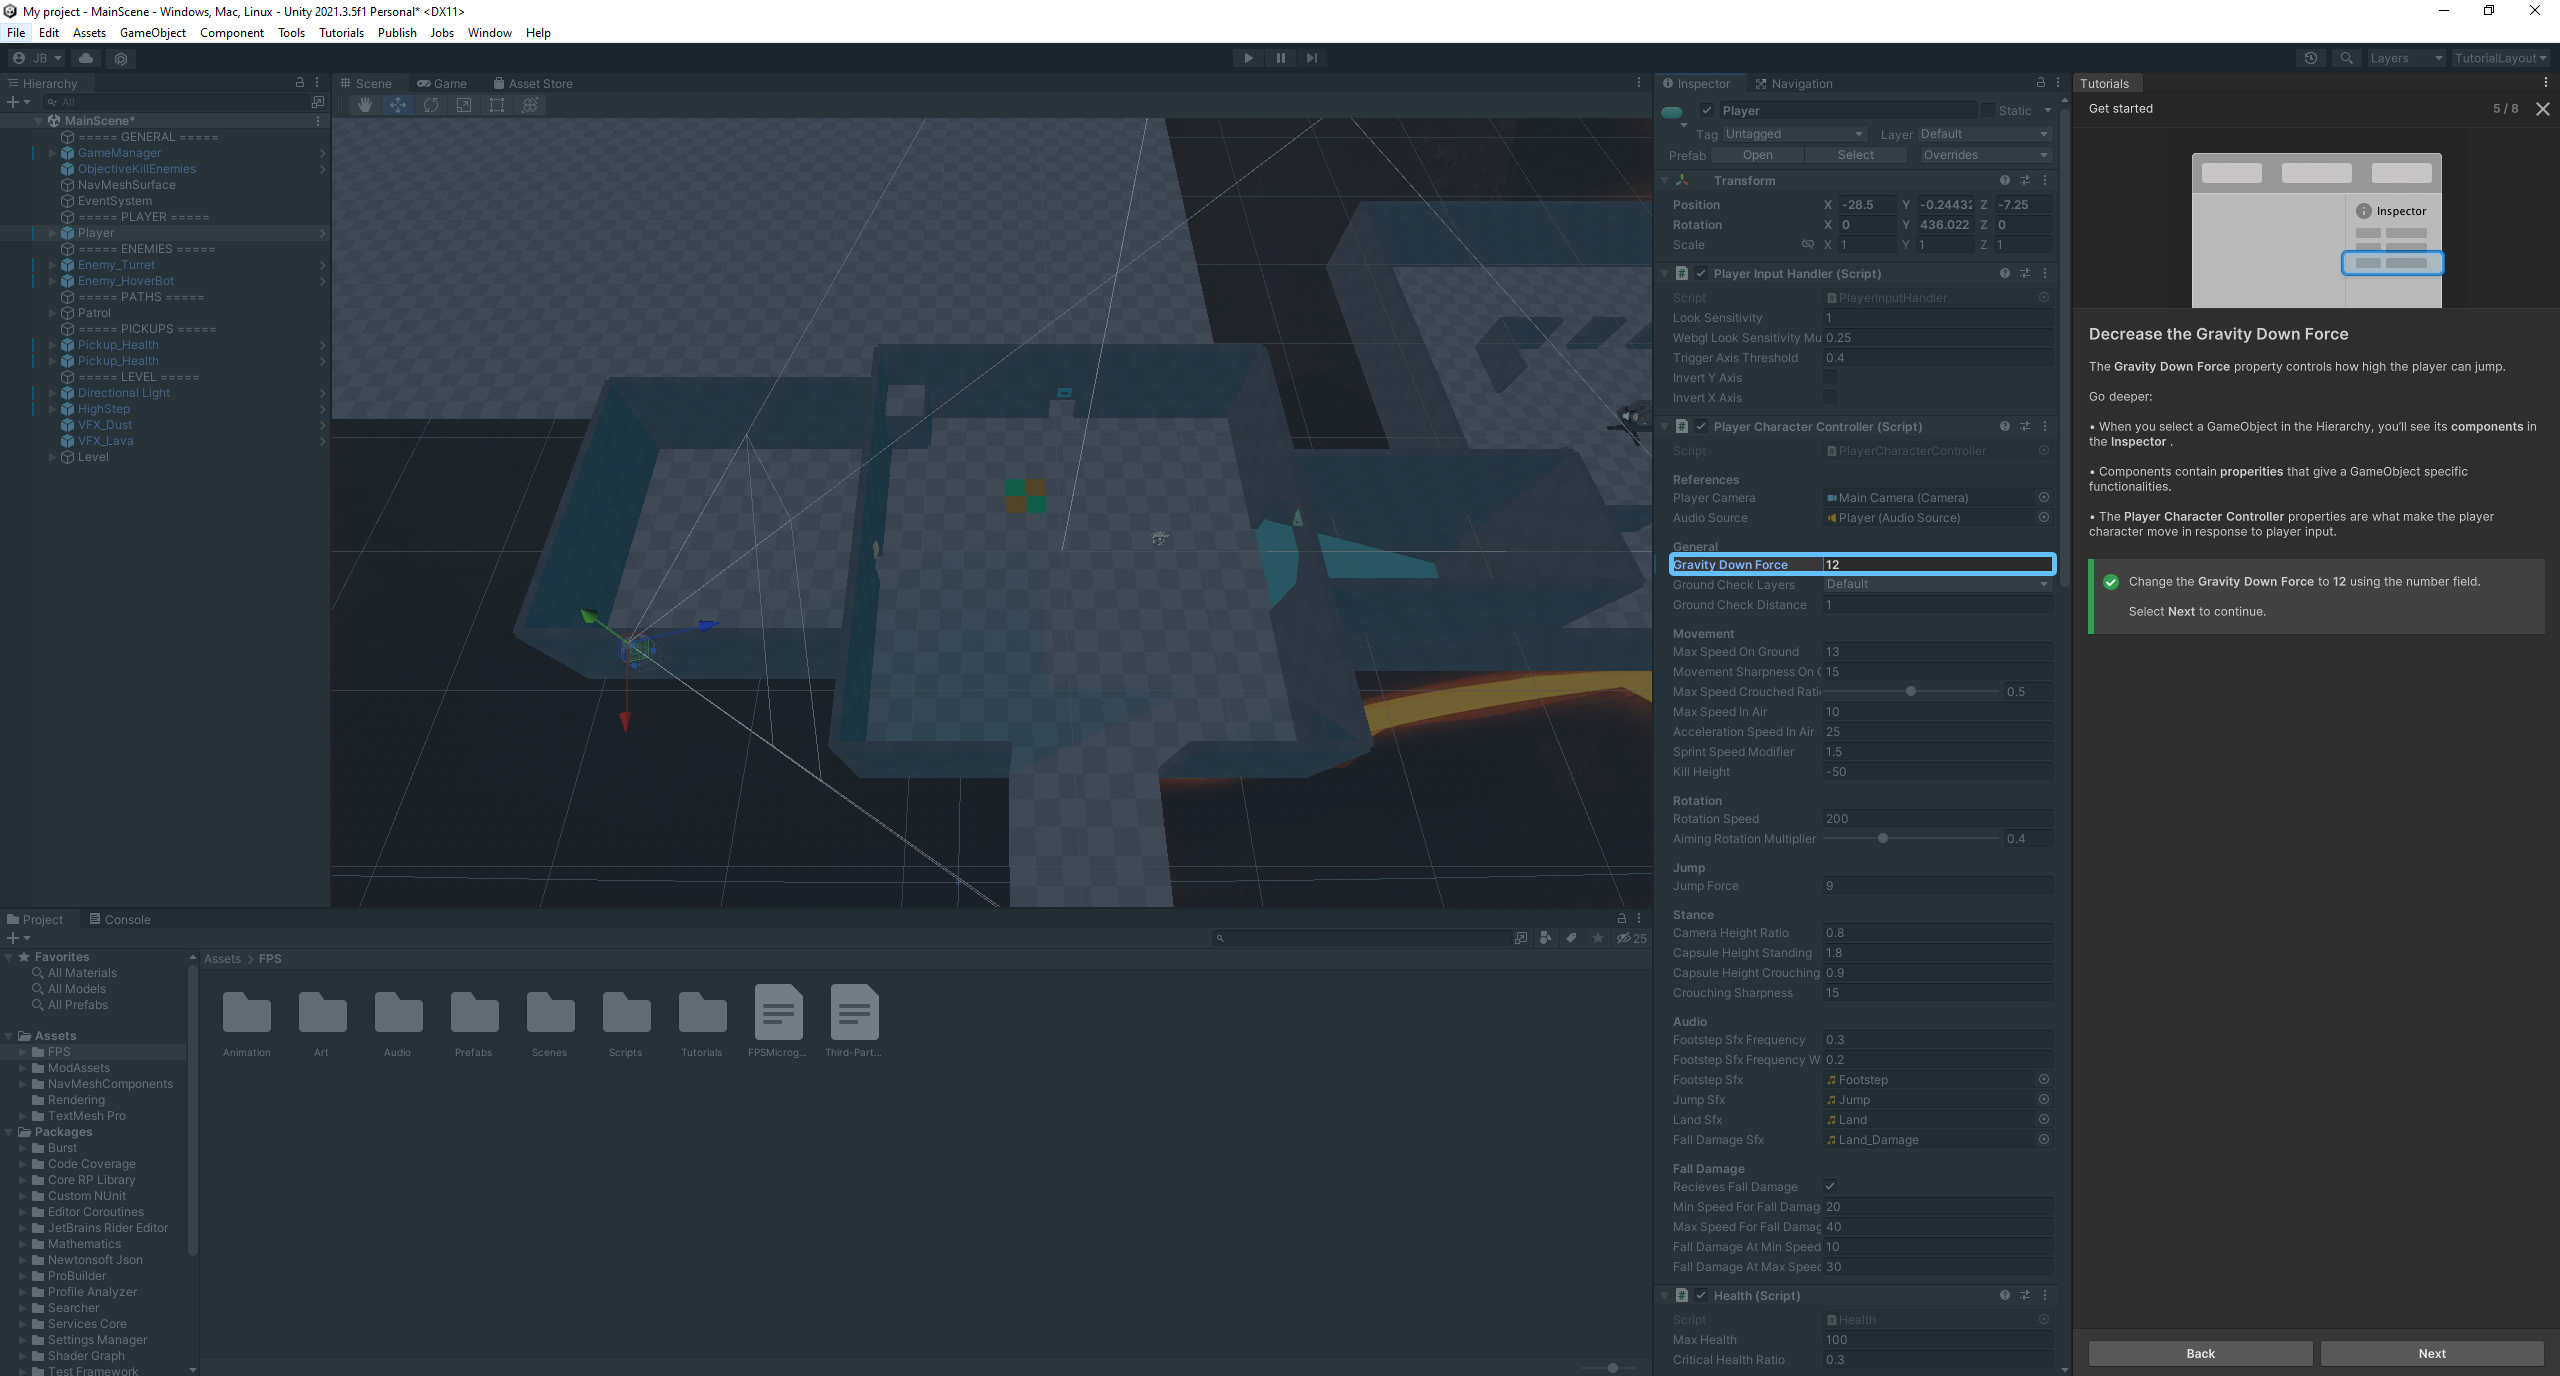 My project - MainScene - Windows, Mac, Linux - Unity 2021.3.5f1 Personal* <DX11>
File Edit Assets GameObject Component Tools Tutorials Publish Jobs Window Help
JB
Layers
TutorialLayout
Hierarchy
All
MainScene*
===== GENERAL =====
GameManager
ObjectiveKillEnemies
NavMeshSurface
EventSystem
===== PLAYER =====
Player
===== ENEMIES =====
Enemy_Turret
Enemy_HoverBot
===== PATHS =====
Patrol
===== PICKUPS =====
Pickup_Health
Pickup_Health
===== LEVEL =====
Directional Light
HighStep
VFX_Dust
VFX_Lava
Level
Scene Game Asset Store
Inspector Navigation
Player Static
Tag Untagged Layer Default
Prefab Open Select Overrides
Transform
Position X -28.5 Y -0.24432 Z -7.25
Rotation X 0 Y 436.022 Z 0
Scale X 1 Y 1 Z 1
Player Input Handler (Script)
Script PlayerInputHandler
Look Sensitivity 1
Webgl Look Sensitivity Mu 0.25
Trigger Axis Threshold 0.4
Invert Y Axis
Invert X Axis
Player Character Controller (Script)
Script PlayerCharacterController
References
Player Camera Main Camera (Camera)
Audio Source Player (Audio Source)
General
Gravity Down Force 12
Ground Check Layers Default
Ground Check Distance 1
Movement
Max Speed On Ground 13
Movement Sharpness On 15
Max Speed Crouched Rati 0.5
Max Speed In Air 10
Acceleration Speed In Air 25
Sprint Speed Modifier 1.5
Kill Height -50
Rotation
Rotation Speed 200
Aiming Rotation Multiplier 0.4
Jump
Jump Force 9
Stance
Camera Height Ratio 0.8
Capsule Height Standing 1.8
Capsule Height Crouching 0.9
Crouching Sharpness 15
Audio
Footstep Sfx Frequency 0.3
Footstep Sfx Frequency W 0.2
Footstep Sfx Footstep
Jump Sfx Jump
Land Sfx Land
Fall Damage Sfx Land_Damage
Fall Damage
Recieves Fall Damage
Min Speed For Fall Damag 20
Max Speed For Fall Damag 40
Fall Damage At Min Speed 10
Fall Damage At Max Speed 30
Health (Script)
Script Health
Max Health 100
Critical Health Ratio 0.3
Tutorials
Get started 5 / 8
Inspector
Decrease the Gravity Down Force
The Gravity Down Force property controls how high the player can jump.
Go deeper:
• When you select a GameObject in the Hierarchy, you'll see its components in
the Inspector .
• Components contain properities that give a GameObject specific
functionalities.
• The Player Character Controller properties are what make the player
character move in response to player input.
Change the Gravity Down Force to 12 using the number field.
Select Next to continue.
Back Next
Project Console
25
Favorites
All Materials
All Models
All Prefabs
Assets
FPS
ModAssets
NavMeshComponents
Rendering
TextMesh Pro
Packages
Burst
Code Coverage
Core RP Library
Custom NUnit
Editor Coroutines
JetBrains Rider Editor
Mathematics
Newtonsoft Json
ProBuilder
Profile Analyzer
Searcher
Services Core
Settings Manager
Shader Graph
Test Framework
Assets > FPS
Animation Art Audio Prefabs Scenes Scripts Tutorials FPSMicrog... Third-Part...